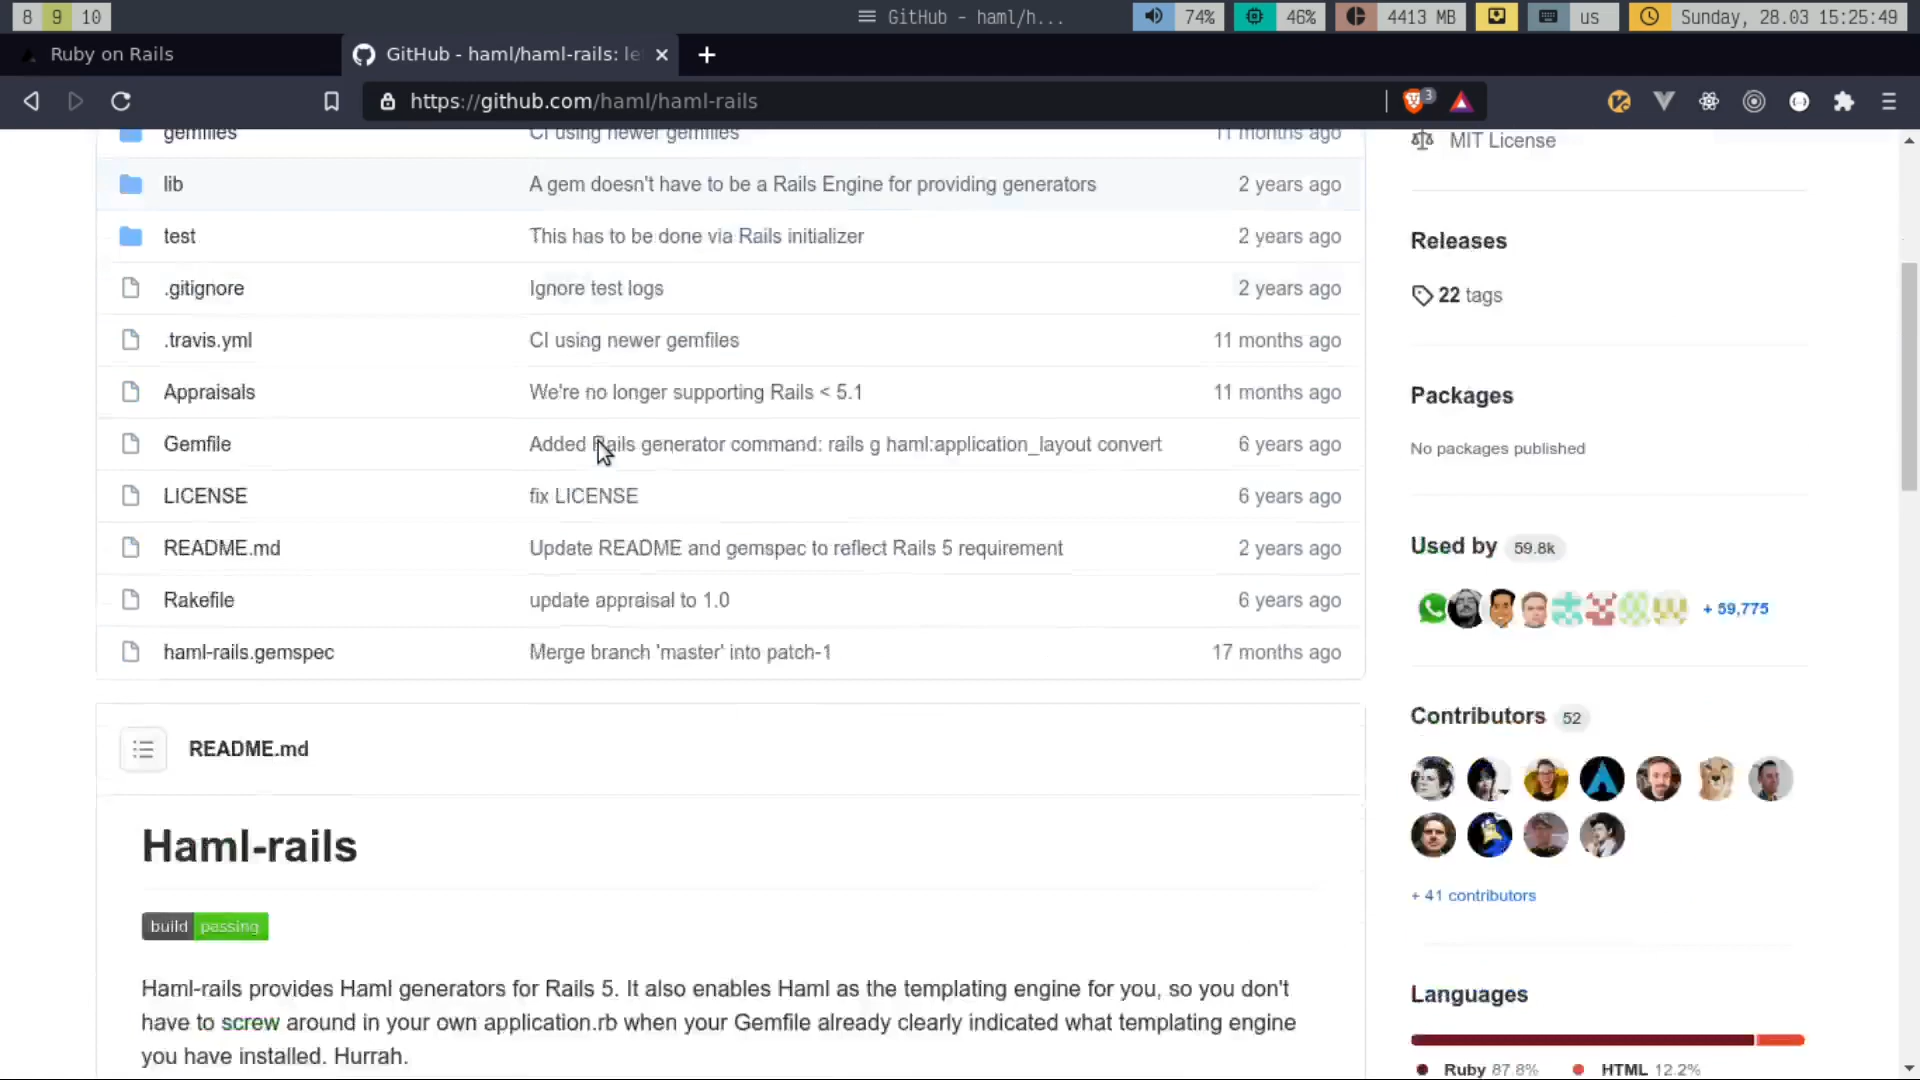 8 9 10
GitHub - haml/h...
74%
46%
4413 MB
us
Sunday, 28.03 15:25:49
Ruby on Rails
GitHub - haml/haml-rails: le
https://github.com/haml/haml-rails
3
gemfiles CI using newer gemfiles 11 months ago
lib A gem doesn't have to be a Rails Engine for providing generators 2 years ago
test This has to be done via Rails initializer 2 years ago
.gitignore Ignore test logs 2 years ago
.travis.yml CI using newer gemfiles 11 months ago
Appraisals We're no longer supporting Rails < 5.1 11 months ago
Gemfile Added Rails generator command: rails g haml:application_layout convert 6 years ago
LICENSE fix LICENSE 6 years ago
README.md Update README and gemspec to reflect Rails 5 requirement 2 years ago
Rakefile update appraisal to 1.0 6 years ago
haml-rails.gemspec Merge branch 'master' into patch-1 17 months ago
README.md
Haml-rails
build passing
Haml-rails provides Haml generators for Rails 5. It also enables Haml as the templating engine for you, so you don't
have to screw around in your own application.rb when your Gemfile already clearly indicated what templating engine
you have installed. Hurrah.
MIT License
Releases
22 tags
Packages
No packages published
Used by 59.8k
+ 59,775
Contributors 52
+ 41 contributors
Languages
Ruby 87.8% HTML 12.2%